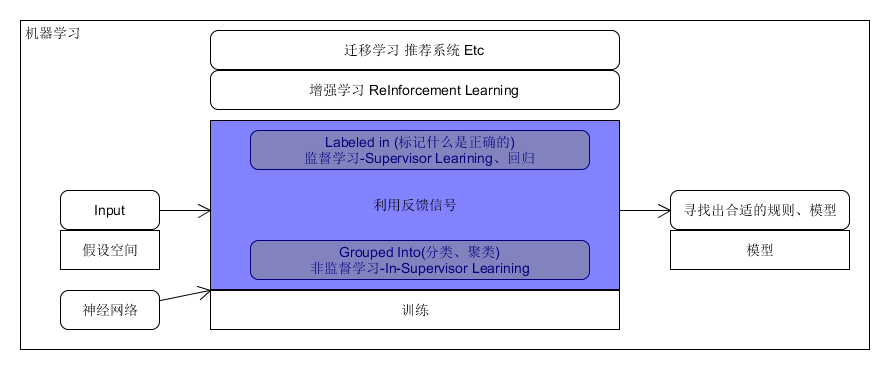 机器学习
迁移学习 推荐系统 Etc
增强学习 ReInforcement Learning
Labeled in (标记什么是正确的)
监督学习-Supervisor Learining、回归
Input
利用反馈信号
寻找出合适的规则、模型
假设空间
模型
Grouped Into(分类、聚类)
非监督学习-In-Supervisor Learining
神经网络
训练